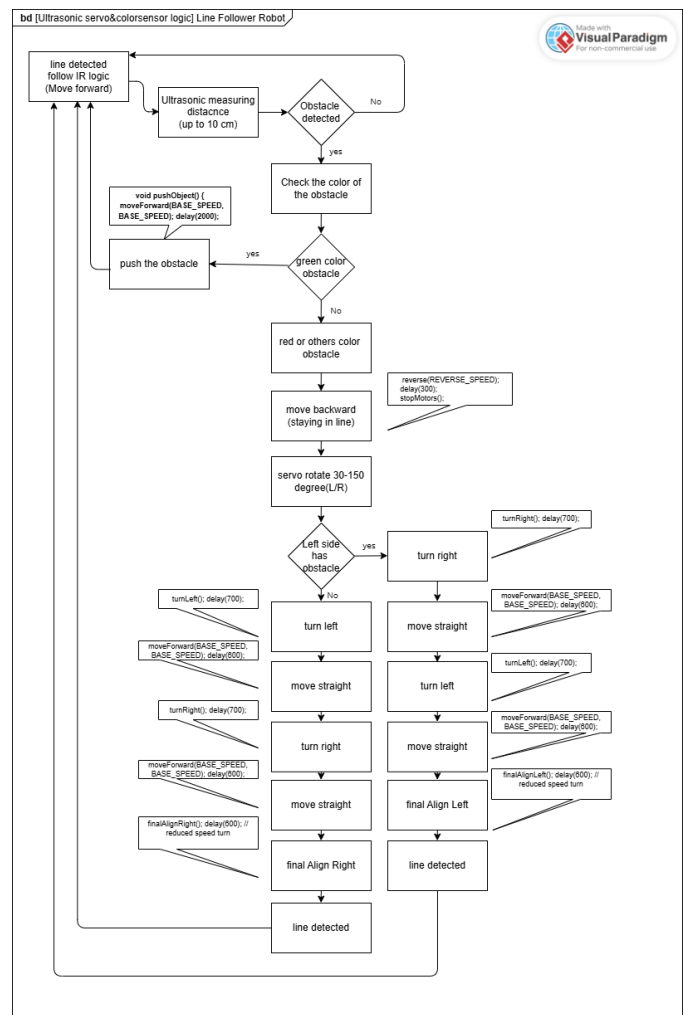 bd [Ultrasonic servo&colorsensor logic] Line Follower Robot
Made with
VisualParadigm
For non-commercial use
line detected
follow IR logic
(Move forward)
Ultrasonic measuring
distacnce
(up to 10 cm)
Obstacle
detected
No
yes
Check the color of
the obstacle
void pushObject() {
moveForward(BASE_SPEED,
BASE_SPEED); delay(2000);
push the obstacle
yes
green color
obstacle
No
red or others color
obstacle
reverse(REVERSE_SPEED);
delay(300);
stopMotors();
move backward
(staying in line)
servo rotate 30-150
degree(L/R)
Left side
has
obstacle
yes
No
turn right
turnRight(); delay(700);
turnLeft(); delay(700);
turn left
move straight
moveForward(BASE_SPEED,
BASE_SPEED); delay(600);
moveForward(BASE_SPEED,
BASE_SPEED); delay(600);
move straight
turn left
turnLeft(); delay(700);
turnRight(); delay(700);
turn right
move straight
moveForward(BASE_SPEED,
BASE_SPEED); delay(600);
moveForward(BASE_SPEED,
BASE_SPEED); delay(600);
move straight
final Align Left
finalAlignLeft(); delay(600); //
reduced speed turn
finalAlignRight(); delay(600); //
reduced speed turn
final Align Right
line detected
line detected